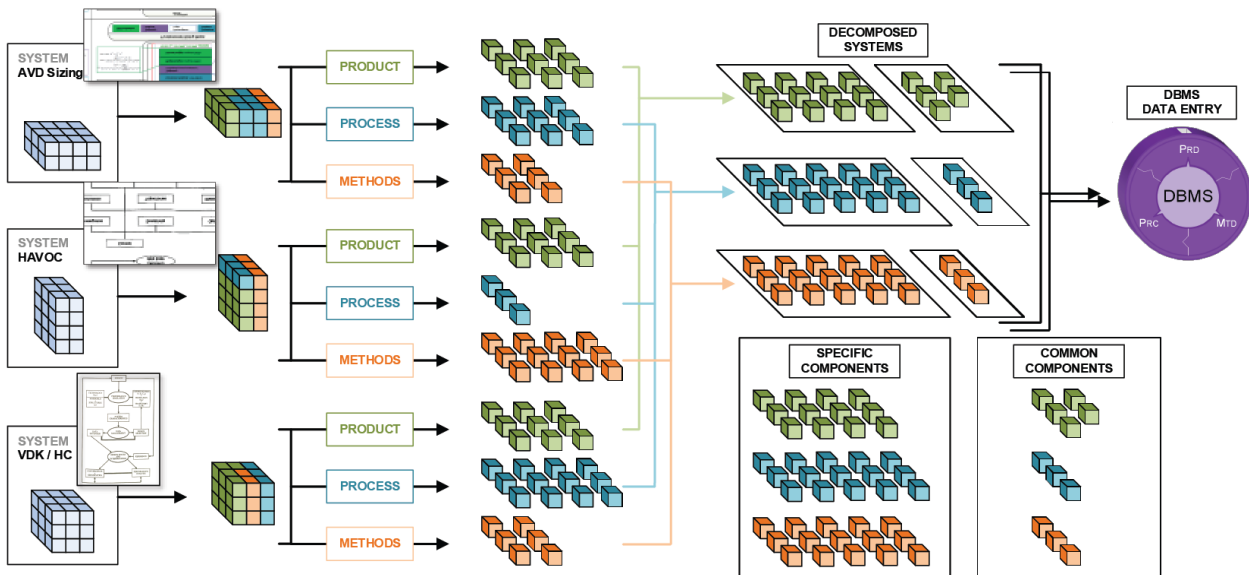 SYSTEM
AVD Sizing
PRODUCT
PROCESS
METHODS
SYSTEM
HAVOC
PRODUCT
PROCESS
METHODS
SYSTEM
VDK / HC
PRODUCT
PROCESS
METHODS
DECOMPOSED
SYSTEMS
DBMS
DATA ENTRY
PRD
DBMS
PRC
MTD
SPECIFIC
COMPONENTS
COMMON
COMPONENTS